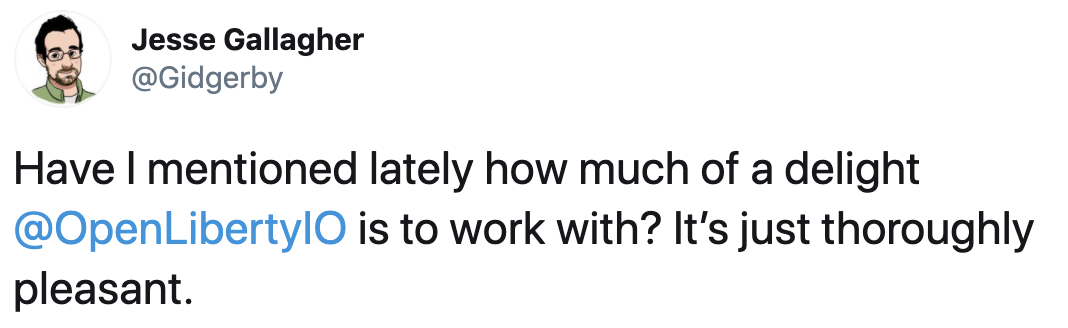 Jesse Gallagher
@Gidgerby
Have I mentioned lately how much of a delight
@OpenLibertyIO is to work with? It’s just thoroughly
pleasant.